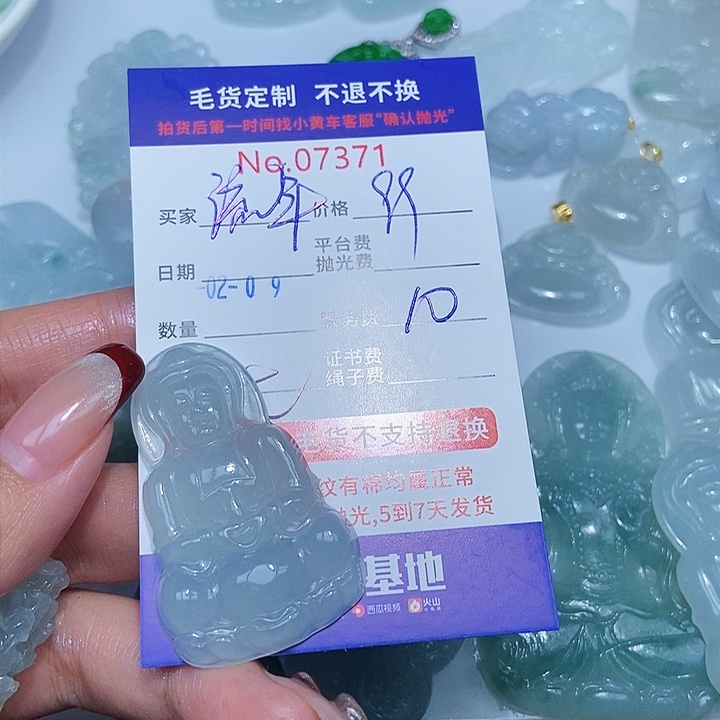 毛货定制 不退不换
拍货后第一时间找小黄车客服“确认抛光”
No.07371
买家 流年 价格 99
平台费
日期 02-09 抛光费
数量 服务费 10
证书费
绳子费
毛货不支持退换
纹有棉均属正常
抛光,5到7天发货
基地
西瓜视频 火山